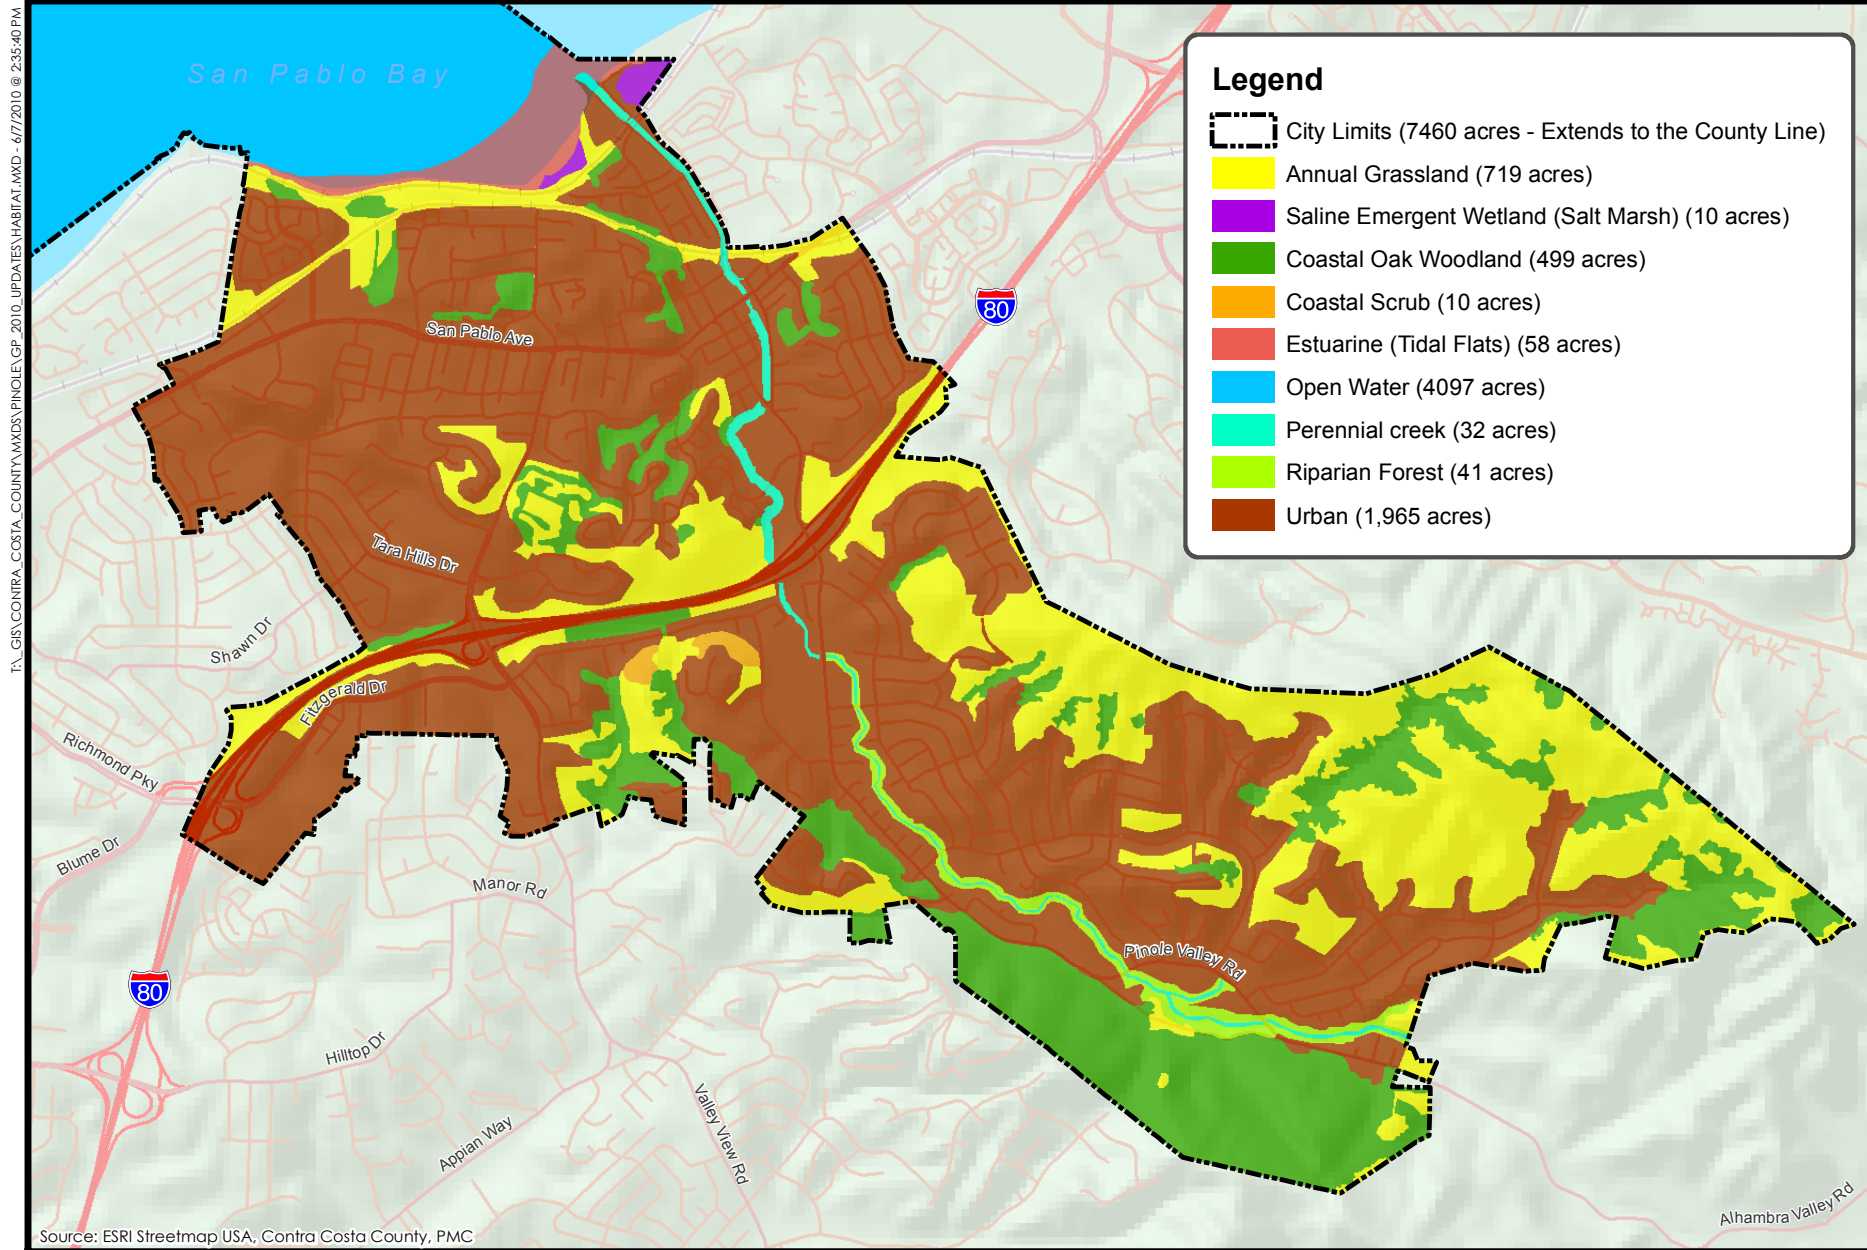 T:\_GIS\CONTRA_COSTA_COUNTY\MXDS\PINOLE\GP_2010_UPDATES\HABITAT.MXD - 6/7/2010 @ 2:35:40 PM
San Pablo Bay
Legend
City Limits (7460 acres - Extends to the County Line)
Annual Grassland (719 acres)
Saline Emergent Wetland (Salt Marsh) (10 acres)
Coastal Oak Woodland (499 acres)
Coastal Scrub (10 acres)
Estuarine (Tidal Flats) (58 acres)
Open Water (4097 acres)
Perennial creek (32 acres)
Riparian Forest (41 acres)
Urban (1,965 acres)
80
San Pablo Ave
Tara Hills Dr
Shawn Dr
Fitzgerald Dr
Richmond Pky
Blume Dr
Manor Rd
Pinole Valley Rd
80
Hilltop Dr
Appian Way
Valley View Rd
Alhambra Valley Rd
Source: ESRI Streetmap USA, Contra Costa County, PMC